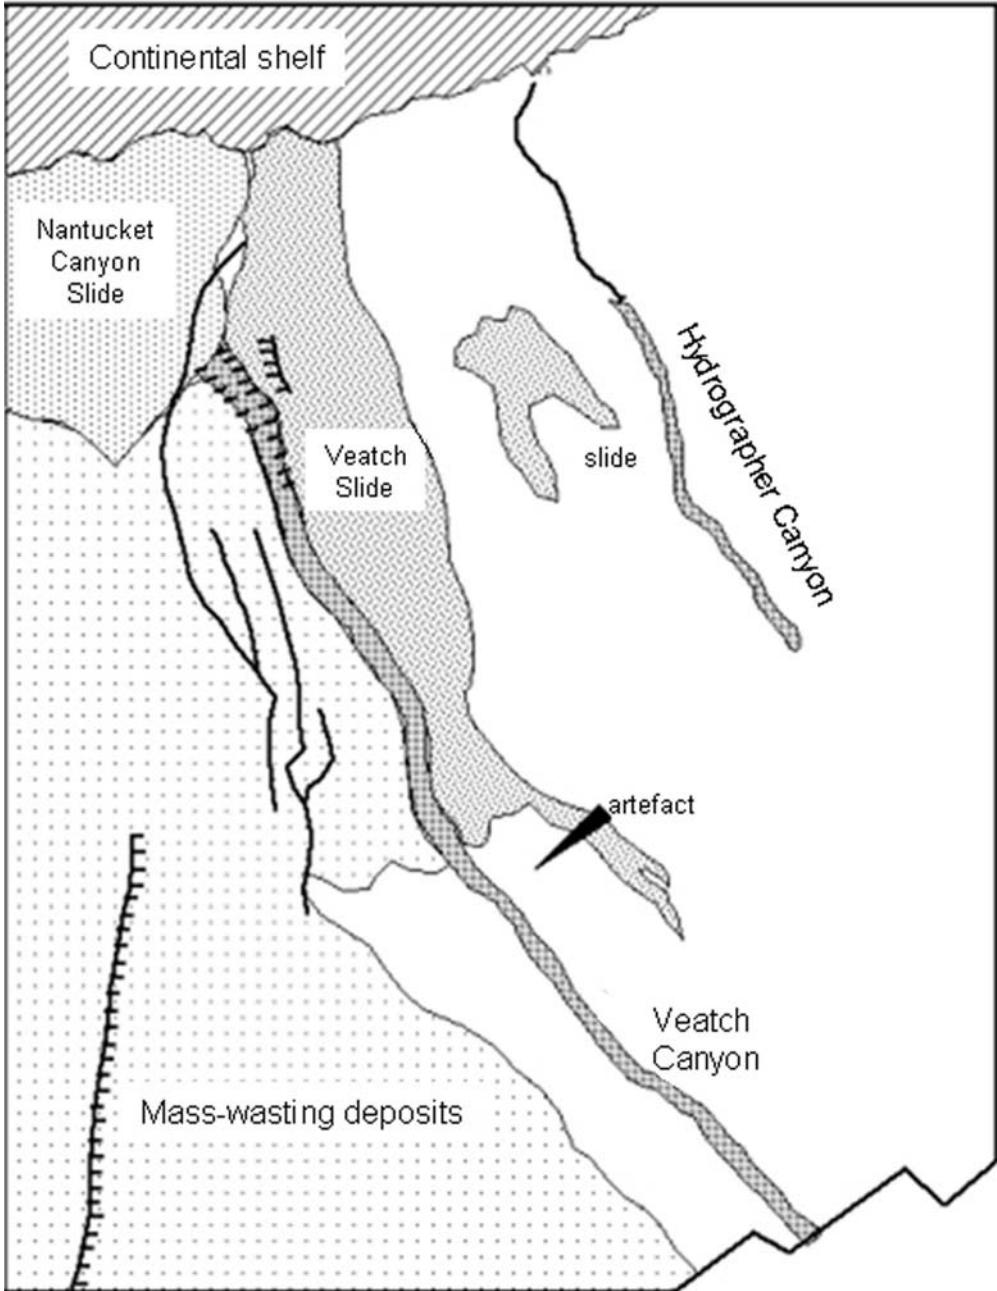 Continental shelf
Nantucket
Canyon
Slide
Hydrographer Canyon
Veatch
Slide
slide
artefact
Veatch
Canyon
Mass-wasting deposits